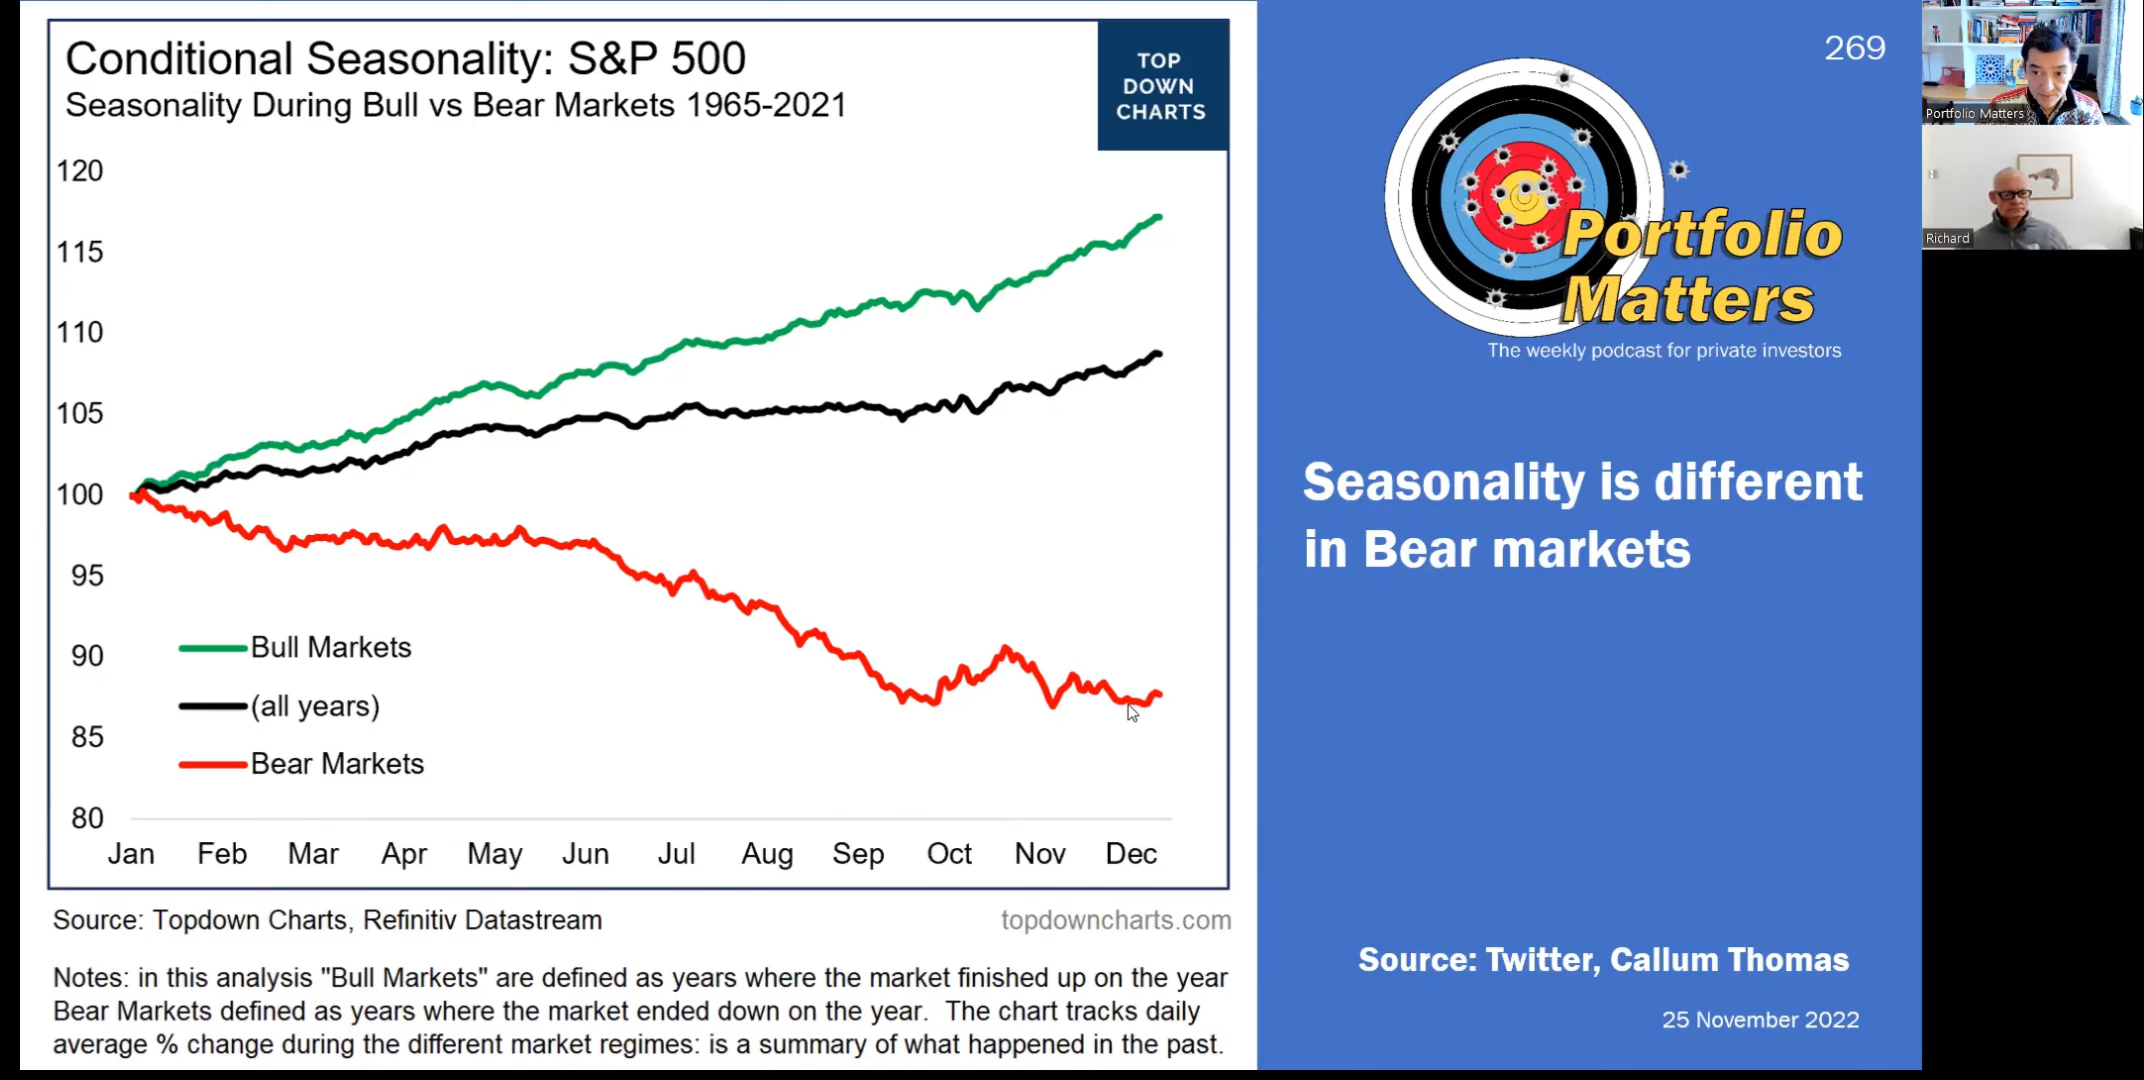 Conditional Seasonality: S&P 500
Seasonality During Bull vs Bear Markets 1965-2021
TOP
DOWN
CHARTS
120
115
110
105
100
95
90
85
80
Bull Markets
(all years)
Bear Markets
Jan Feb Mar Apr May Jun Jul Aug Sep Oct Nov Dec
Source: Topdown Charts, Refinitiv Datastream
topdowncharts.com
Notes: in this analysis "Bull Markets" are defined as years where the market finished up on the year
Bear Markets defined as years where the market ended down on the year. The chart tracks daily
average % change during the different market regimes: is a summary of what happened in the past.
269
Portfolio
Matters
The weekly podcast for private investors
Seasonality is different
in Bear markets
Source: Twitter, Callum Thomas
25 November 2022
Portfolio Matters
Richard